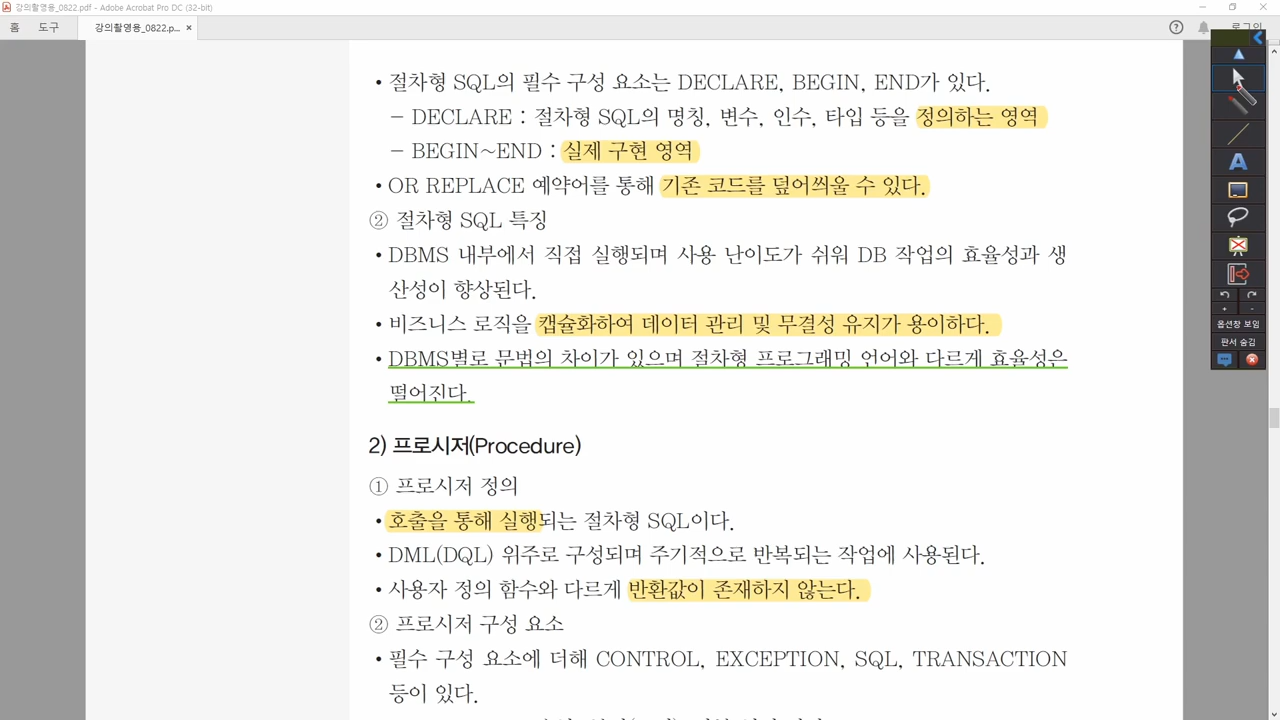 강의촬영용_0822.pdf - Adobe Acrobat Pro DC (32-bit)
홈 도구 강의촬영용_0822.p... × 로그인
• 절차형 SQL의 필수 구성 요소는 DECLARE, BEGIN, END가 있다.
– DECLARE : 절차형 SQL의 명칭, 변수, 인수, 타입 등을 정의하는 영역
– BEGIN~END : 실제 구현 영역
• OR REPLACE 예약어를 통해 기존 코드를 덮어씌울 수 있다.
② 절차형 SQL 특징
• DBMS 내부에서 직접 실행되며 사용 난이도가 쉬워 DB 작업의 효율성과 생
산성이 향상된다.
• 비즈니스 로직을 캡슐화하여 데이터 관리 및 무결성 유지가 용이하다.
• DBMS별로 문법의 차이가 있으며 절차형 프로그래밍 언어와 다르게 효율성은
떨어진다.
2) 프로시저(Procedure)
① 프로시저 정의
• 호출을 통해 실행되는 절차형 SQL이다.
• DML(DQL) 위주로 구성되며 주기적으로 반복되는 작업에 사용된다.
• 사용자 정의 함수와 다르게 반환값이 존재하지 않는다.
② 프로시저 구성 요소
• 필수 구성 요소에 더해 CONTROL, EXCEPTION, SQL, TRANSACTION
등이 있다.
옵션창 보임
판서 숨김